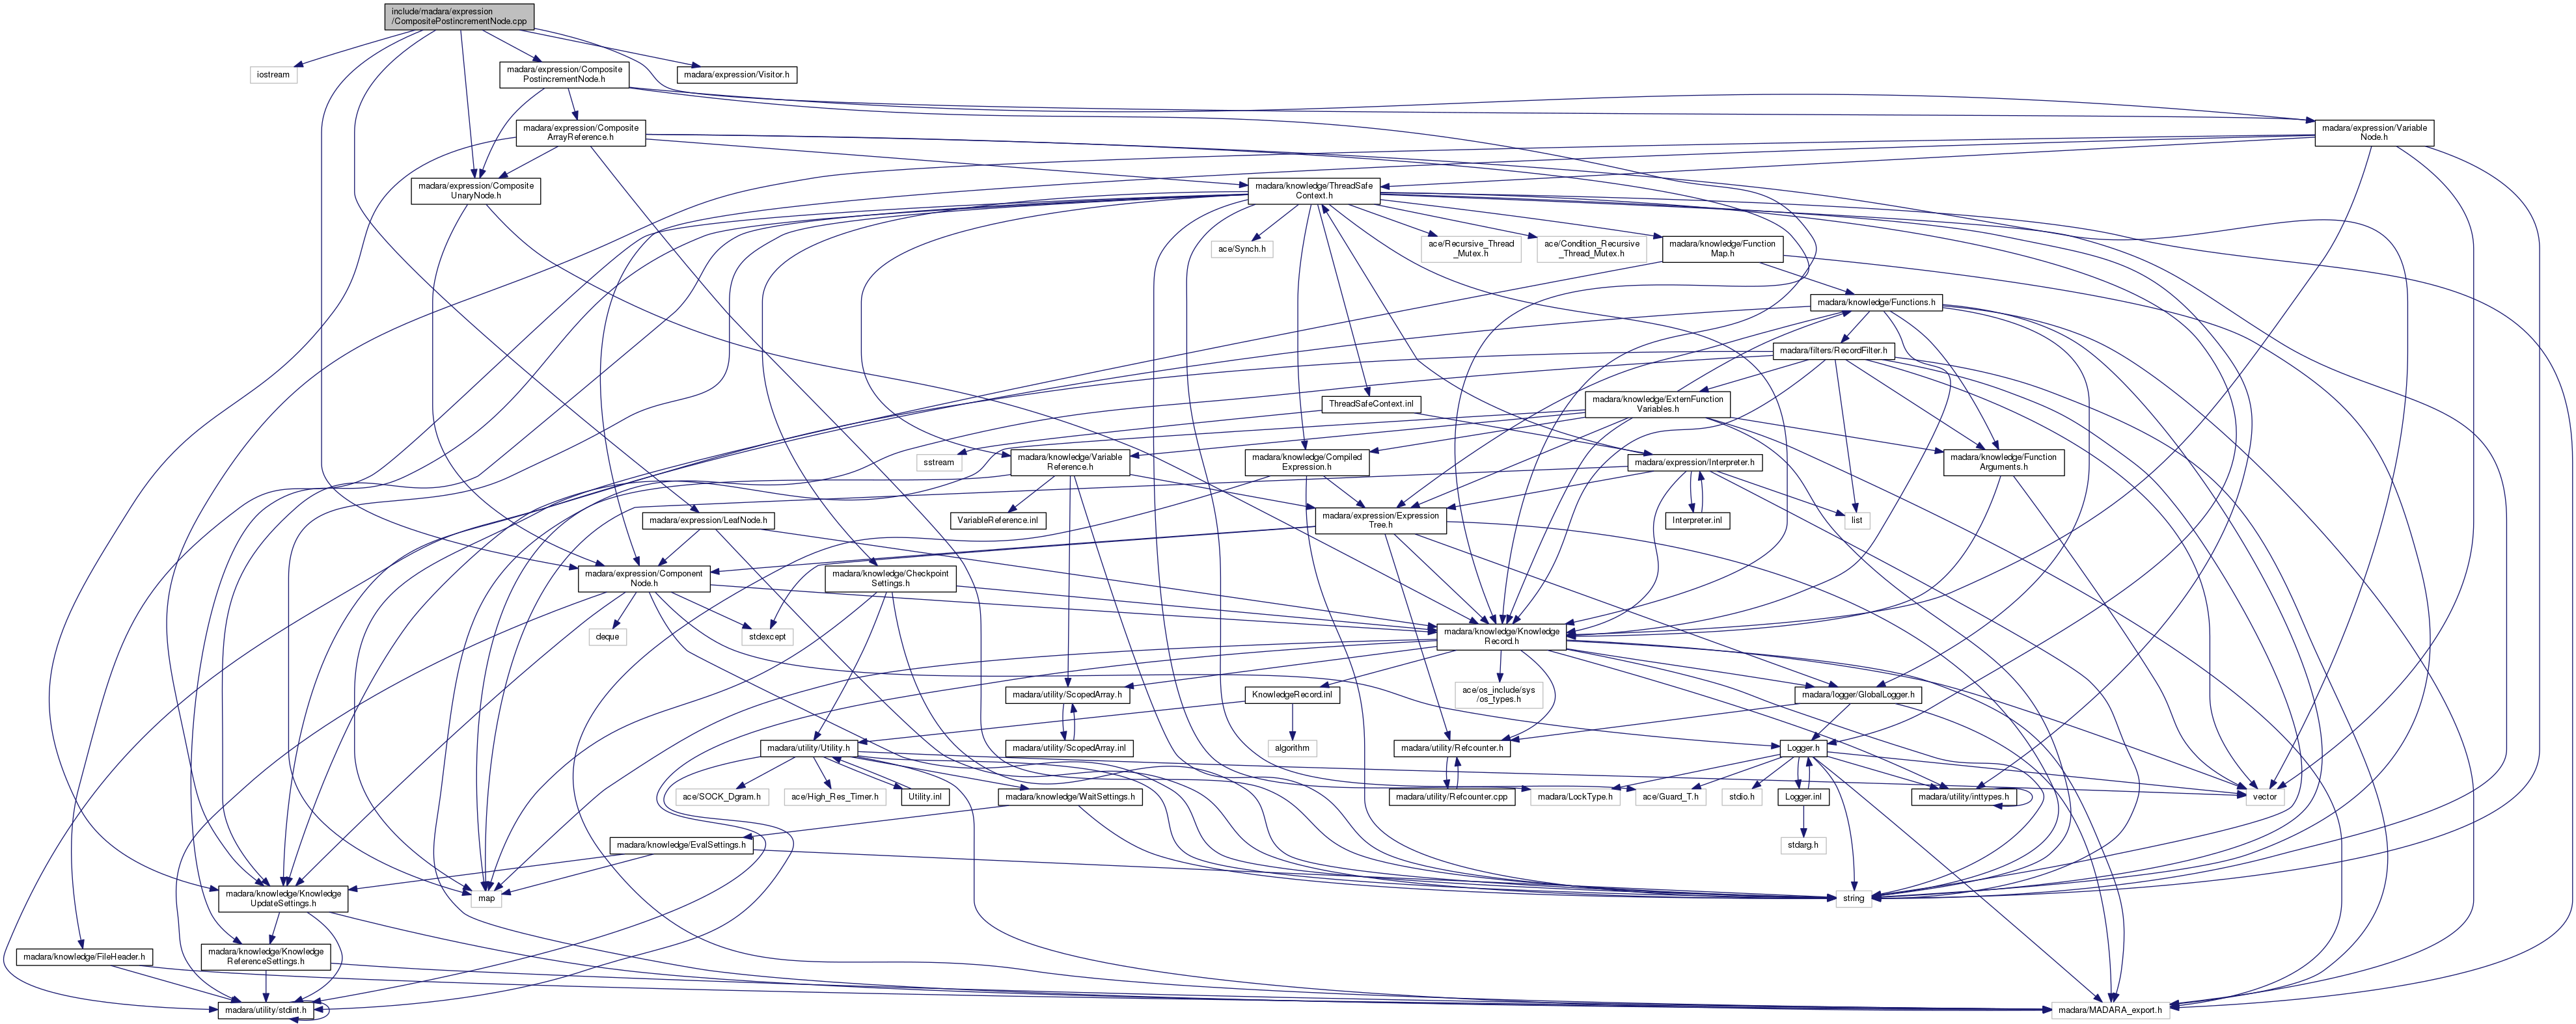 include/madara/expression
/CompositePostincrementNode.cpp
iostream
madara/expression/Composite
PostincrementNode.h
madara/expression/Visitor.h
madara/expression/Composite
ArrayReference.h
madara/expression/Variable
Node.h
madara/expression/Composite
UnaryNode.h
madara/knowledge/ThreadSafe
Context.h
ace/Synch.h
ace/Recursive_Thread
_Mutex.h
ace/Condition_Recursive
_Thread_Mutex.h
madara/knowledge/Function
Map.h
madara/knowledge/Functions.h
madara/filters/RecordFilter.h
ThreadSafeContext.inl
madara/knowledge/ExternFunction
Variables.h
sstream
madara/knowledge/Variable
Reference.h
madara/knowledge/Compiled
Expression.h
madara/expression/Interpreter.h
madara/knowledge/Function
Arguments.h
madara/expression/LeafNode.h
VariableReference.inl
madara/expression/Expression
Tree.h
Interpreter.inl
list
madara/expression/Component
Node.h
madara/knowledge/Checkpoint
Settings.h
deque
stdexcept
madara/knowledge/Knowledge
Record.h
madara/utility/ScopedArray.h
KnowledgeRecord.inl
ace/os_include/sys
/os_types.h
madara/logger/GlobalLogger.h
madara/utility/Utility.h
madara/utility/ScopedArray.inl
algorithm
madara/utility/Refcounter.h
Logger.h
ace/SOCK_Dgram.h
ace/High_Res_Timer.h
Utility.inl
madara/knowledge/WaitSettings.h
madara/utility/Refcounter.cpp
madara/LockType.h
ace/Guard_T.h
stdio.h
Logger.inl
madara/utility/inttypes.h
vector
madara/knowledge/EvalSettings.h
stdarg.h
madara/knowledge/Knowledge
UpdateSettings.h
map
string
madara/knowledge/FileHeader.h
madara/knowledge/Knowledge
ReferenceSettings.h
madara/utility/stdint.h
madara/MADARA_export.h